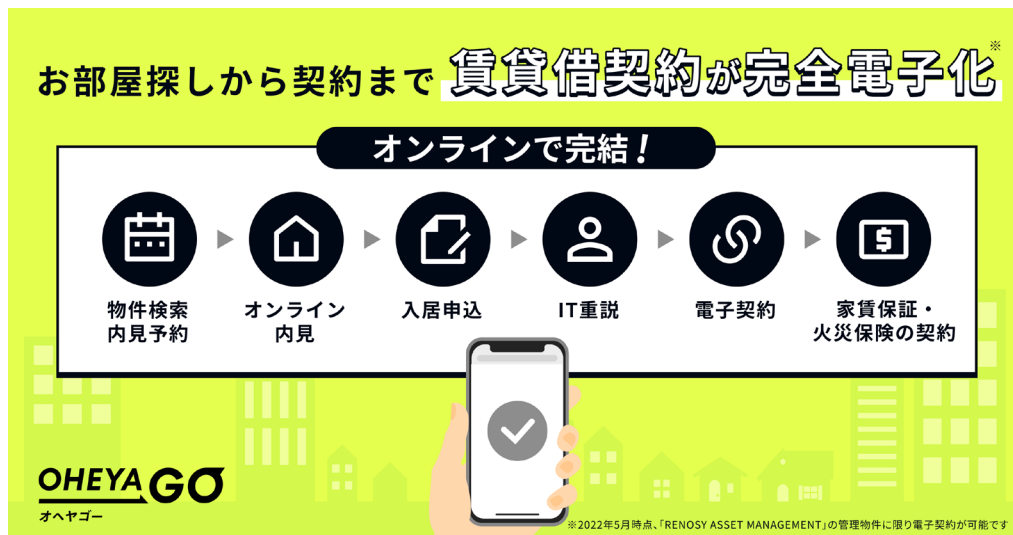 お部屋探しから契約まで 賃貸借契約が完全電子化※
オンラインで完結！
物件検索
内見予約
オンライン
内見
入居申込
IT重説
電子契約
家賃保証・
火災保険の契約
OHEYAGO
オヘヤゴー
※2022年5月時点、「RENOSY ASSET MANAGEMENT」の管理物件に限り電子契約が可能です